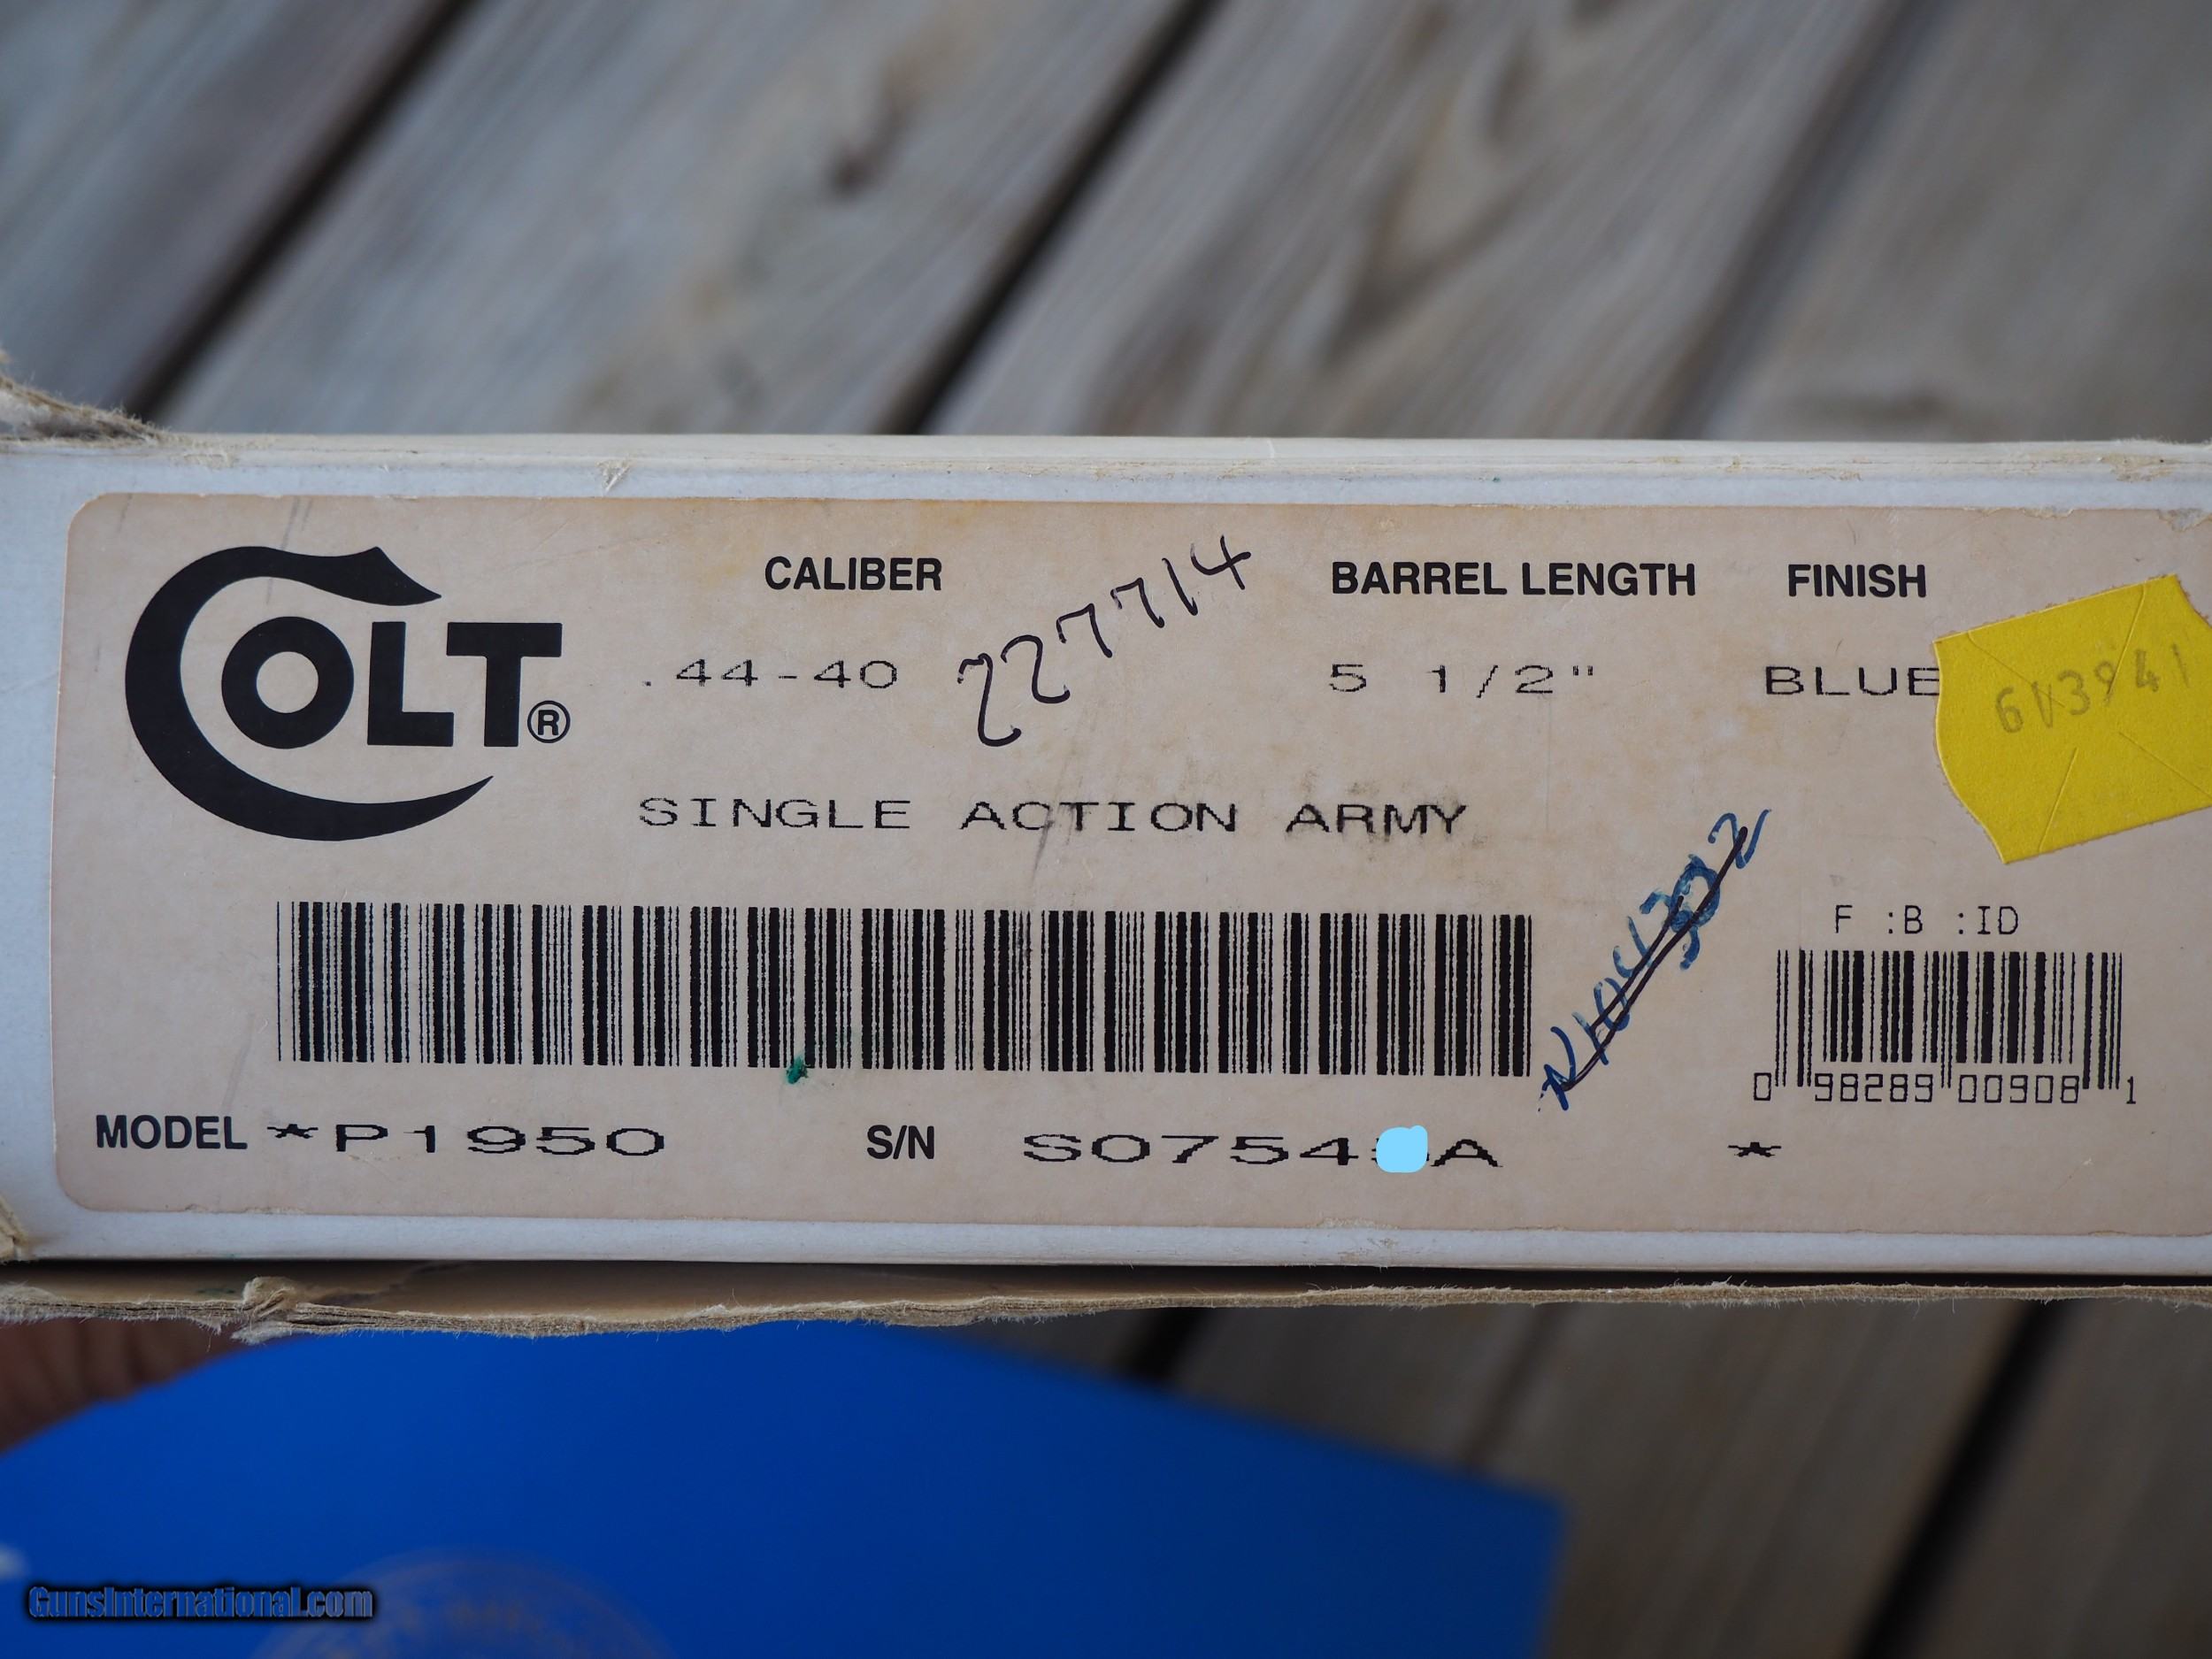 COLT®
CALIBER BARREL LENGTH FINISH
.44-40 5 1/2" BLUE
227714
SINGLE ACTION ARMY
F :B :ID
0 98289 00908 1
MODEL *P1950 S/N S0754 A *
GunsInternational.com